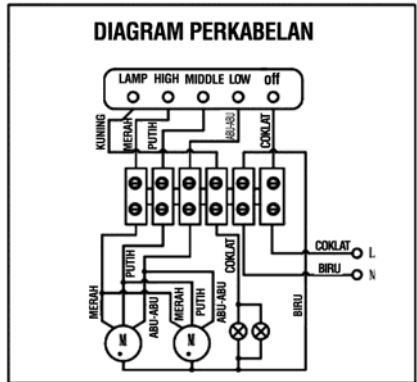 DIAGRAM PERKABELAN
LAMP HIGH MIDDLE LOW off
KUNING
MERAH
PUTIH
ABU-ABU
COKLAT
COKLAT L
BIRU N
MERAH
PUTIH
ABU-ABU
MERAH
PUTIH
ABU-ABU
COKLAT
BIRU
M
M